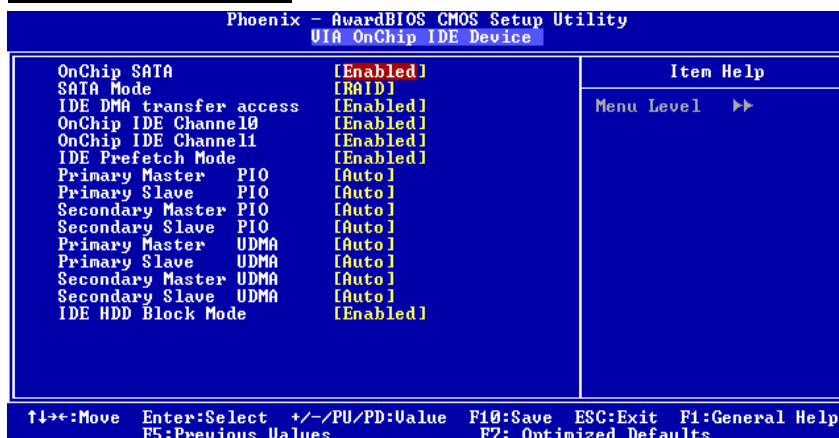 Phoenix - AwardBIOS CMOS Setup Utility
VIA OnChip IDE Device
OnChip SATA [Enabled]
SATA Mode [RAID]
IDE DMA transfer access [Enabled]
OnChip IDE Channel0 [Enabled]
OnChip IDE Channel1 [Enabled]
IDE Prefetch Mode [Enabled]
Primary Master PIO [Auto]
Primary Slave PIO [Auto]
Secondary Master PIO [Auto]
Secondary Slave PIO [Auto]
Primary Master UDMA [Auto]
Primary Slave UDMA [Auto]
Secondary Master UDMA [Auto]
Secondary Slave UDMA [Auto]
IDE HDD Block Mode [Enabled]
Item Help
Menu Level ▶▶
↑↓→←:Move Enter:Select +/-/PU/PD:Value F10:Save ESC:Exit F1:General Help
F5:Previous Values F7: Optimized Defaults